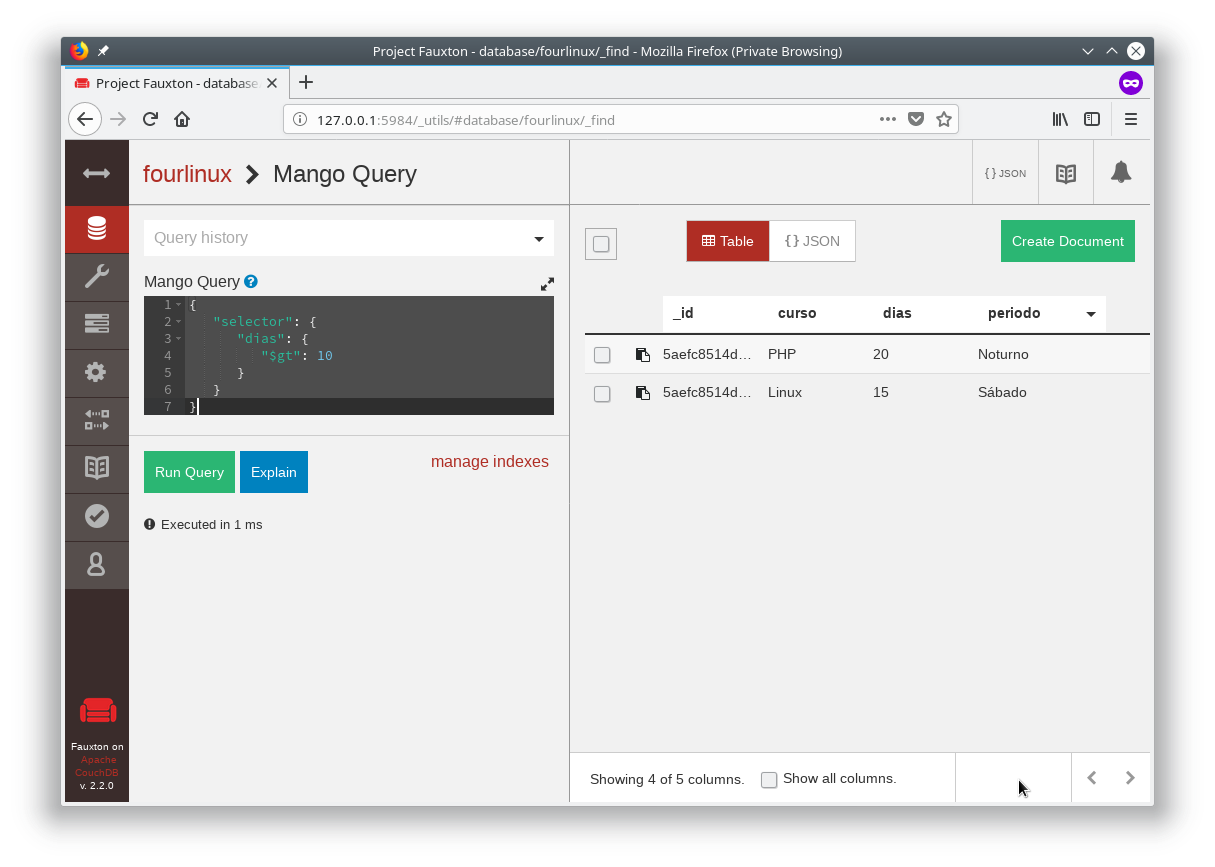 Project Fauxton - database/fourlinux/_find - Mozilla Firefox (Private Browsing)
Project Fauxton - database
127.0.0.1:5984/_utils/#database/fourlinux/_find
fourlinux > Mango Query
{ } JSON
Query history
Mango Query
Table
{ } JSON
Create Document
1 {
2 "selector": {
3 "dias": {
4 "$gt": 10
5 }
6 }
7 }
Run Query
Explain
manage indexes
Executed in 1 ms
_id curso dias periodo
5aefc8514d... PHP 20 Noturno
5aefc8514d... Linux 15 Sábado
Showing 4 of 5 columns.
Show all columns.
Fauxton on
Apache
CouchDB
v. 2.2.0